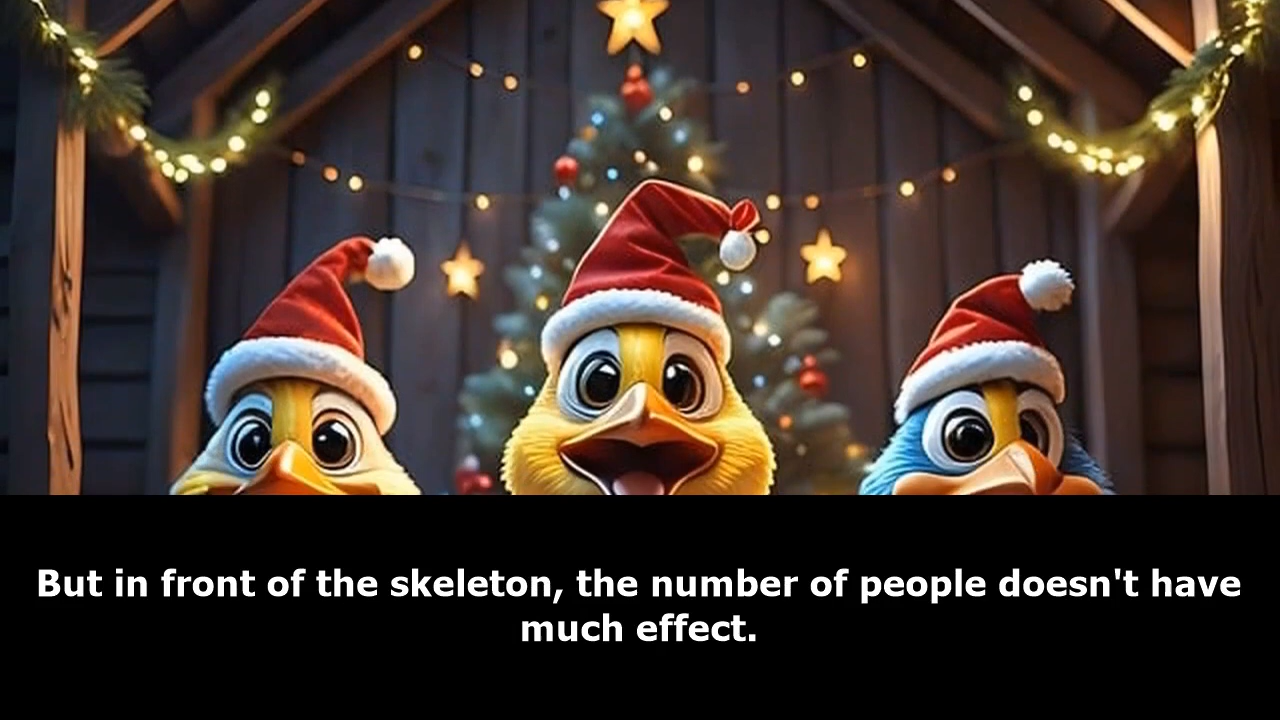 But in front of the skeleton, the number of people doesn't have
much effect.